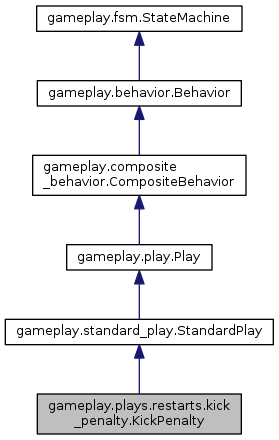 gameplay.fsm.StateMachine
gameplay.behavior.Behavior
gameplay.composite
_behavior.CompositeBehavior
gameplay.play.Play
gameplay.standard_play.StandardPlay
gameplay.plays.restarts.kick
_penalty.KickPenalty